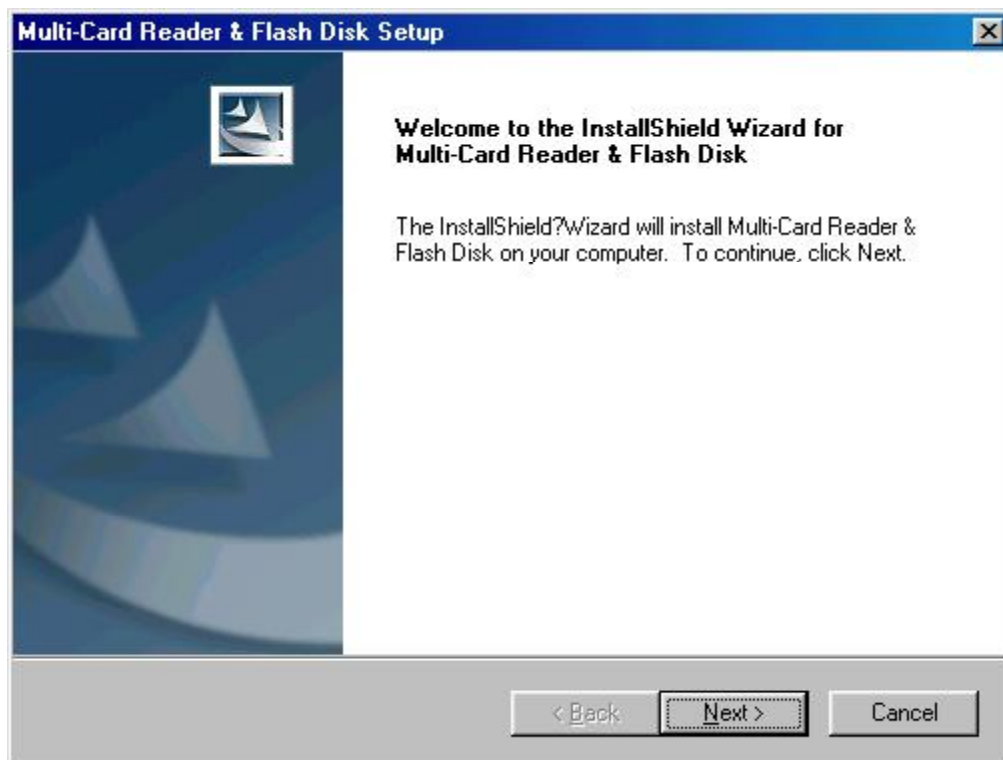 Multi-Card Reader & Flash Disk Setup
Welcome to the InstallShield Wizard for
Multi-Card Reader & Flash Disk
The InstallShield?Wizard will install Multi-Card Reader &
Flash Disk on your computer. To continue, click Next.
< Back Next > Cancel